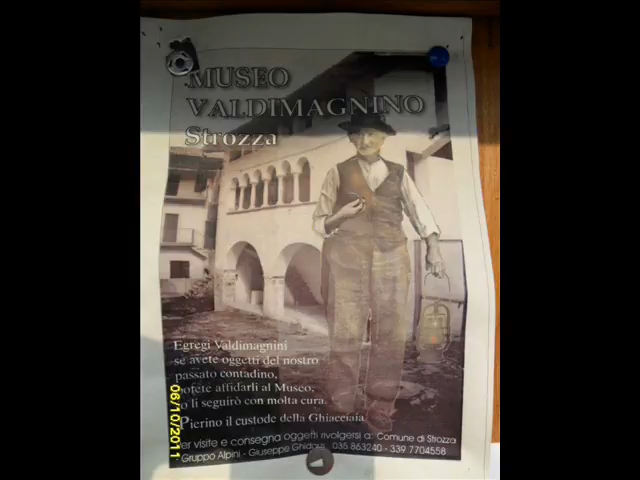 MUSEO
VALDIMAGNINO
Strozza
Egregi Valdimagnini
se avete oggetti del nostro
passato contadino,
potete affidarli al Museo,
io li seguirò con molta cura.
Pierino il custode della Ghiacciaia
er visite e consegna oggetti rivolgersi a: Comune di Strozza
Gruppo Alpini - Giuseppe Ghidoni 035 863240 - 339 7704558
06/10/2011